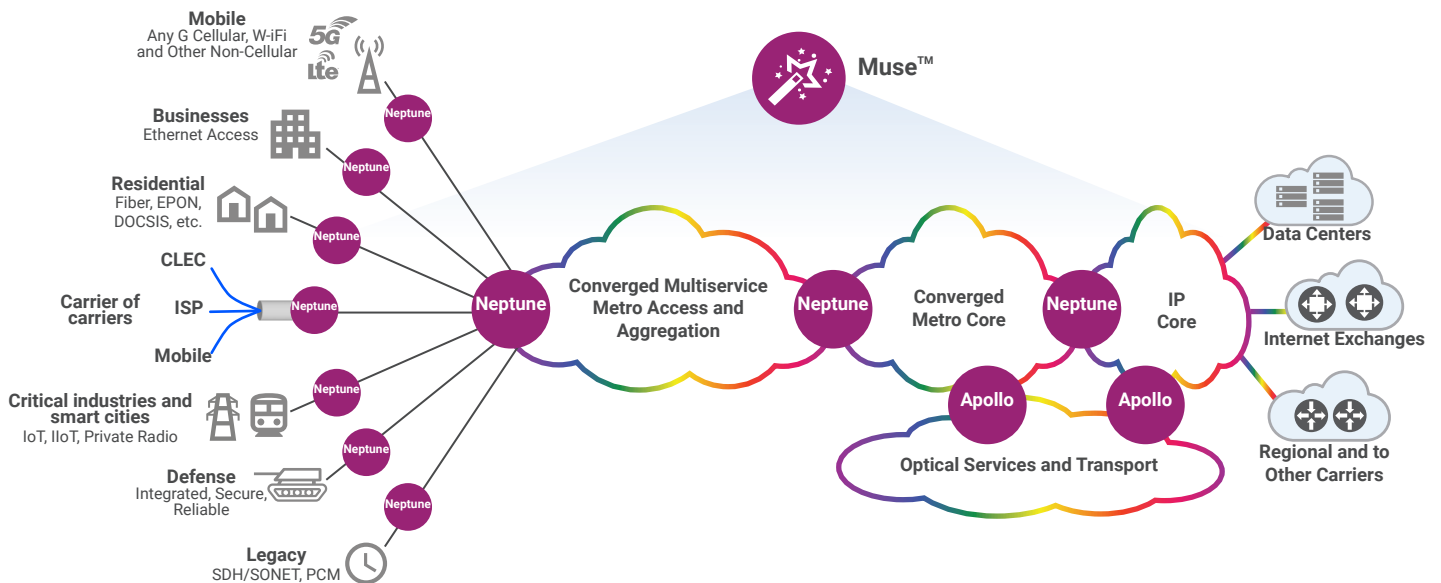 Mobile
Any G Cellular, W-iFi
and Other Non-Cellular
5G
Lte
Neptune
Muse™
Businesses
Ethernet Access
Neptune
Residential
Fiber, EPON,
DOCSIS, etc.
Neptune
CLEC
Carrier of
carriers
ISP
Mobile
Neptune
Critical industries and
smart cities
IoT, IIoT, Private Radio
Neptune
Defense
Integrated, Secure,
Reliable
Neptune
Legacy
SDH/SONET, PCM
Neptune
Neptune
Converged Multiservice
Metro Access and
Aggregation
Neptune
Converged
Metro Core
Neptune
IP
Core
Apollo
Apollo
Optical Services and Transport
Data Centers
Internet Exchanges
Regional and to
Other Carriers